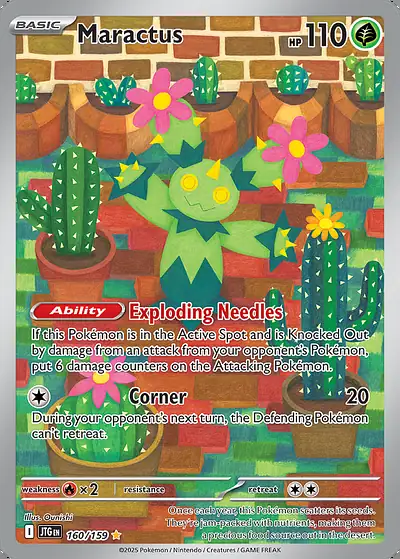 BASIC Maractus HP 110
Ability Exploding Needles
If this Pokémon is in the Active Spot and is Knocked Out
by damage from an attack from your opponent's Pokémon,
put 6 damage counters on the Attacking Pokémon.
Corner 20
During your opponent's next turn, the Defending Pokémon
can't retreat.
weakness ×2 resistance retreat
Illus. Ounishi
I JTG EN 160/159
Once each year, this Pokémon scatters its seeds.
They're jam-packed with nutrients, making them
a precious food source out in the desert.
©2025 Pokémon / Nintendo / Creatures / GAME FREAK